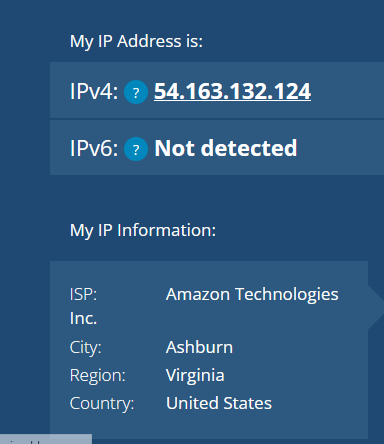 My IP Address is:
IPv4: ? 54.163.132.124
IPv6: ? Not detected
My IP Information:
ISP: Amazon Technologies
Inc.
City: Ashburn
Region: Virginia
Country: United States